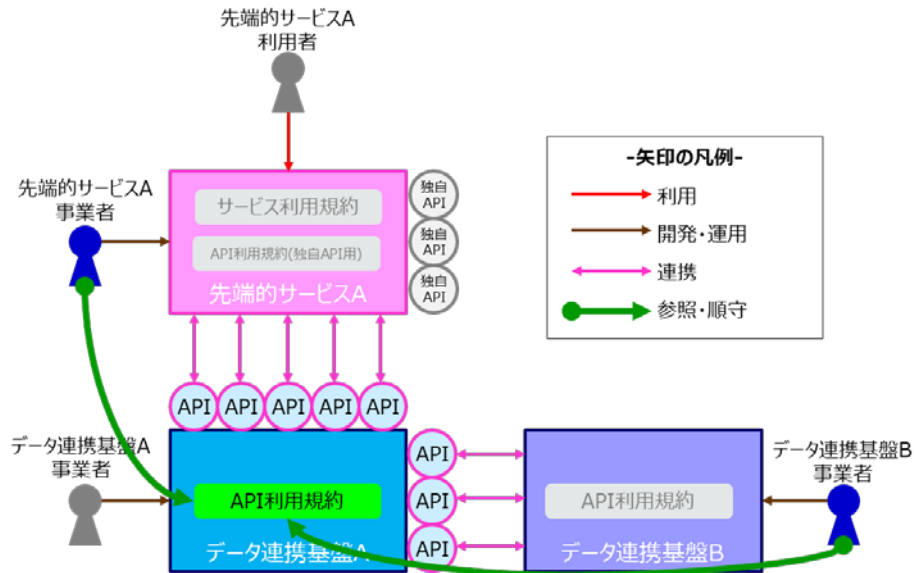 先端的サービスA
利用者
先端的サービスA
事業者
サービス利用規約
API利用規約(独自API用)
先端的サービスA
独自
API
独自
API
独自
API
-矢印の凡例-
利用
開発・運用
連携
参照・順守
API
API
API
API
API
データ連携基盤A
事業者
API利用規約
データ連携基盤A
API
API
API
API利用規約
データ連携基盤B
データ連携基盤B
事業者